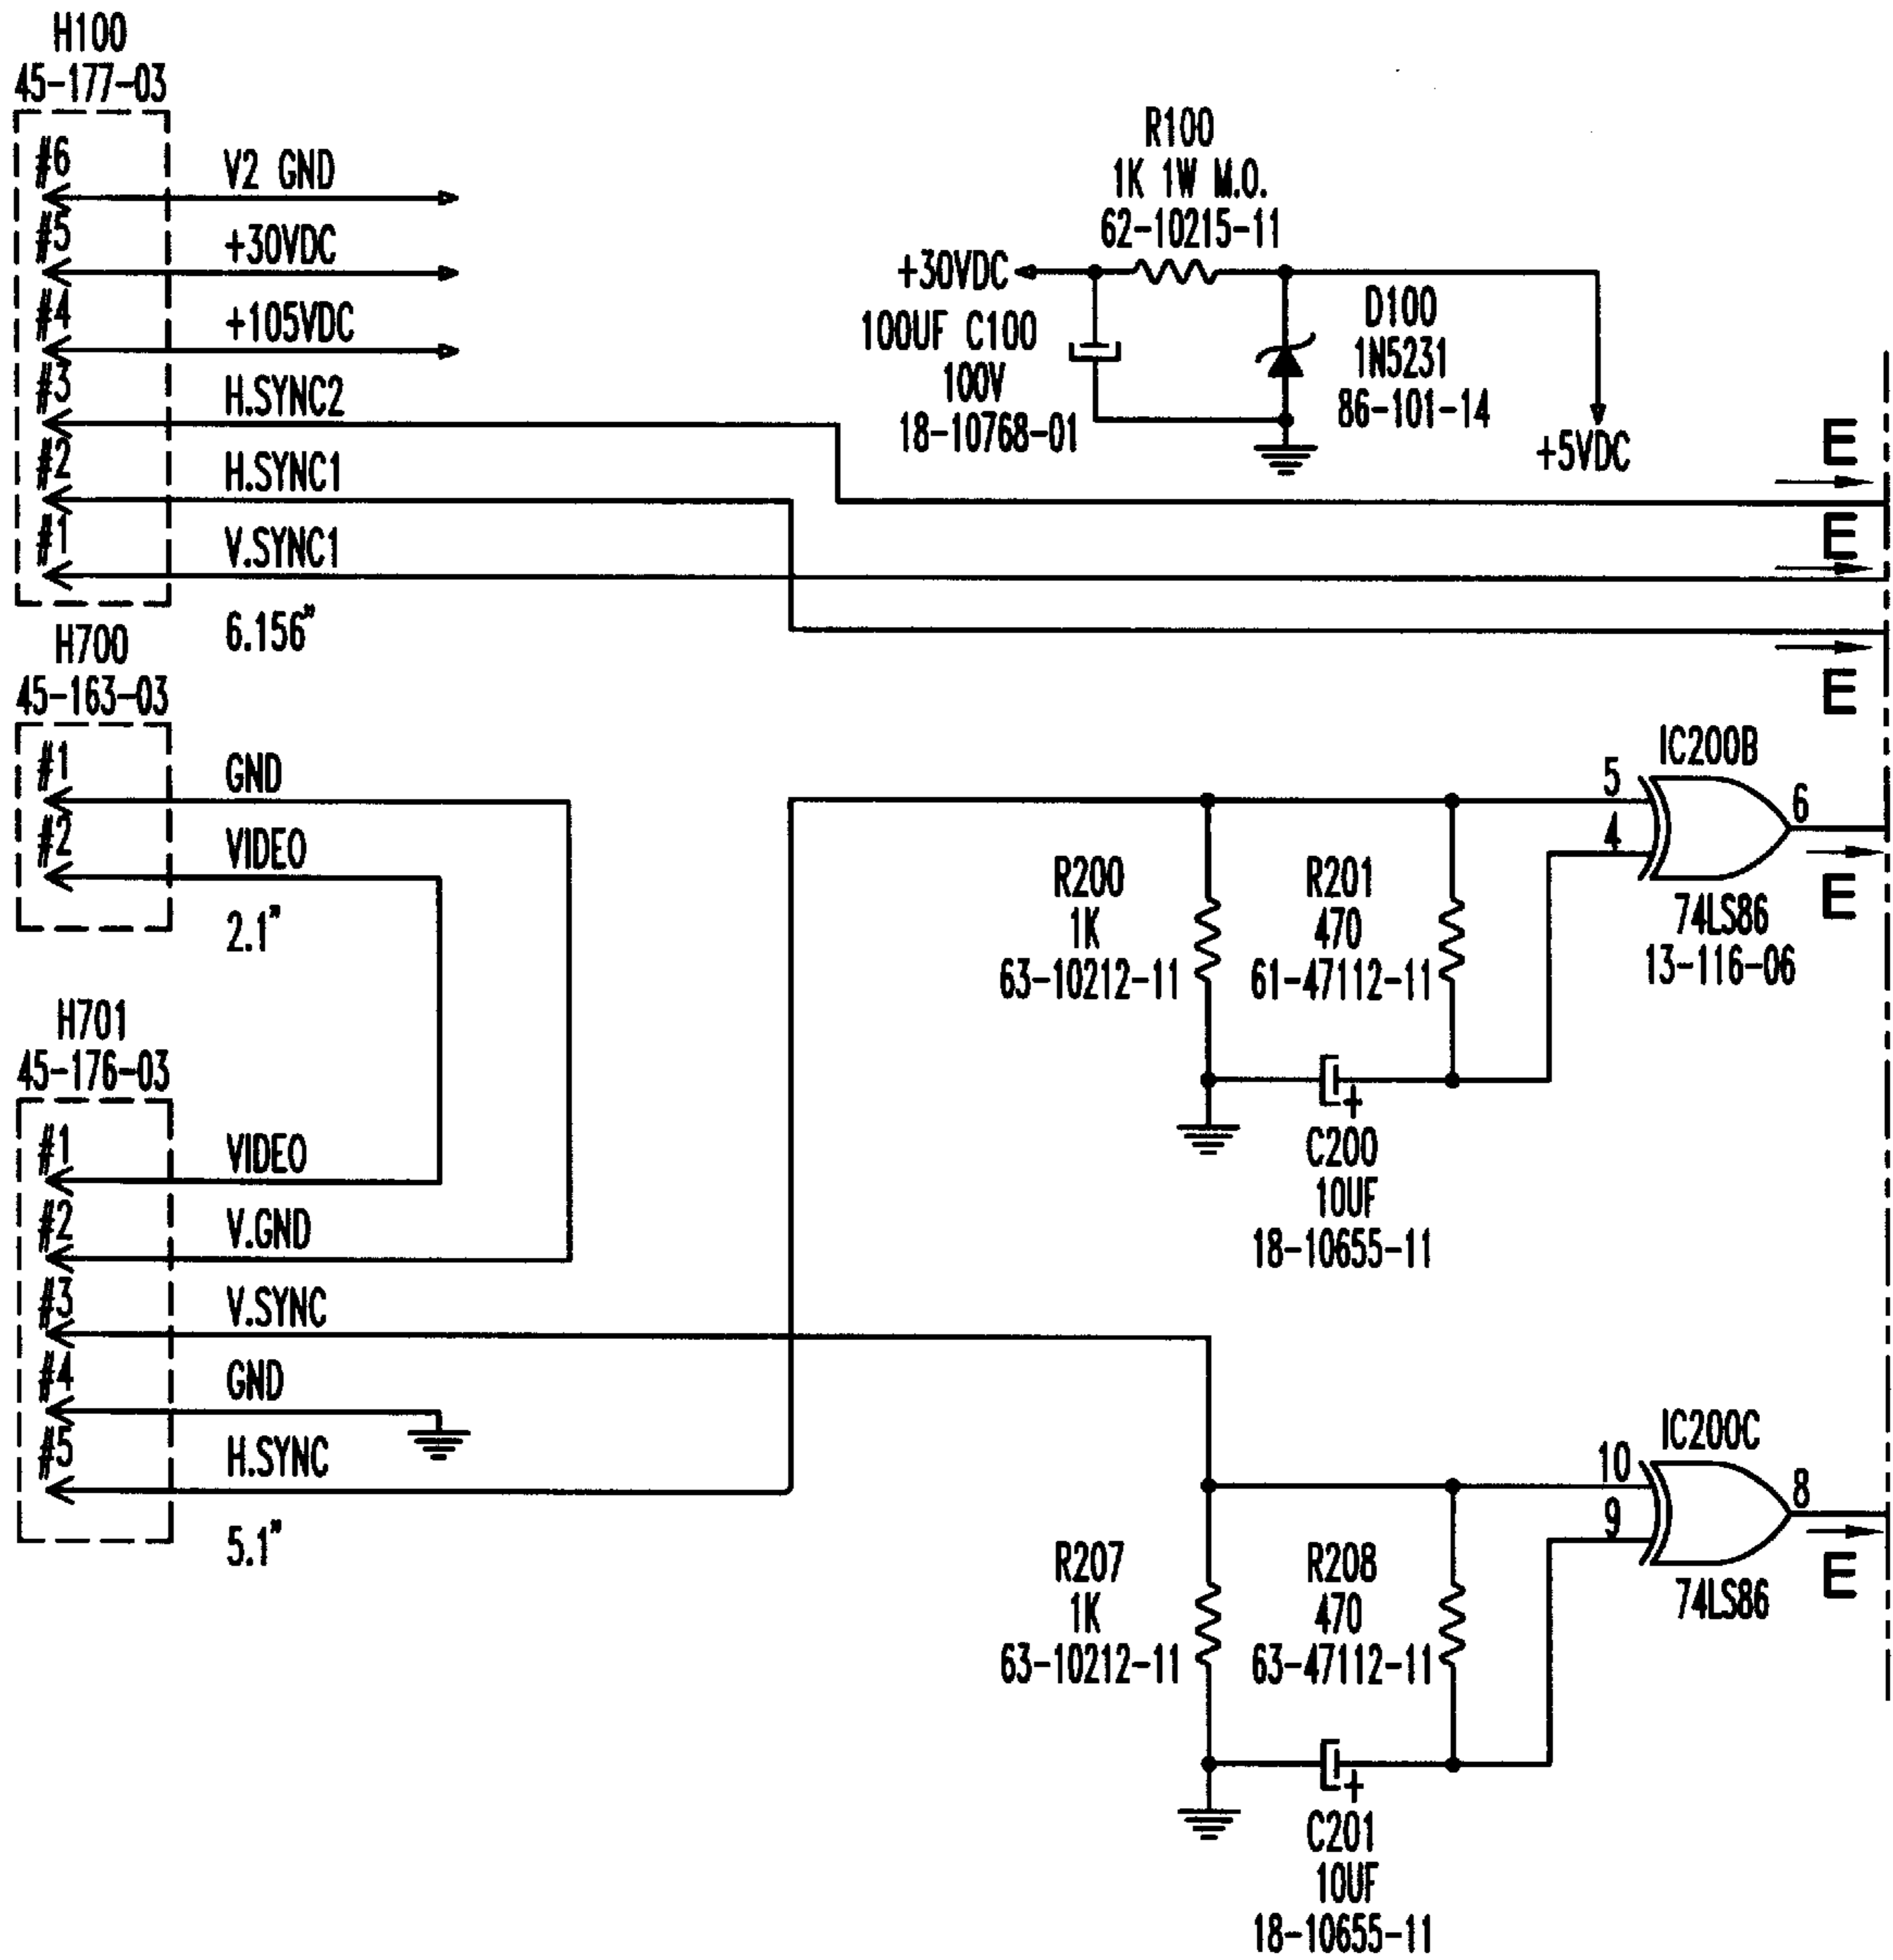 H100
45-177-03
#6 V2 GND
#5 +30VDC
#4 +105VDC
#3 H.SYNC2
#2 H.SYNC1
#1 V.SYNC1
6.156"
R100
1K 1W M.O.
62-10215-11
+30VDC
100UF C100
100V
18-10768-01
D100
1N5231
86-101-14
+5VDC
E
E
E
H700
45-163-03
#1 GND
#2 VIDEO
2.1"
H701
45-176-03
#1 VIDEO
#2 V.GND
#3 V.SYNC
#4 GND
#5 H.SYNC
5.1"
R200
1K
63-10212-11
R201
470
61-47112-11
+
C200
10UF
18-10655-11
IC200B
5
4
6
74LS86
13-116-06
E
R207
1K
63-10212-11
R208
470
63-47112-11
+
C201
10UF
18-10655-11
IC200C
10
9
8
74LS86
E